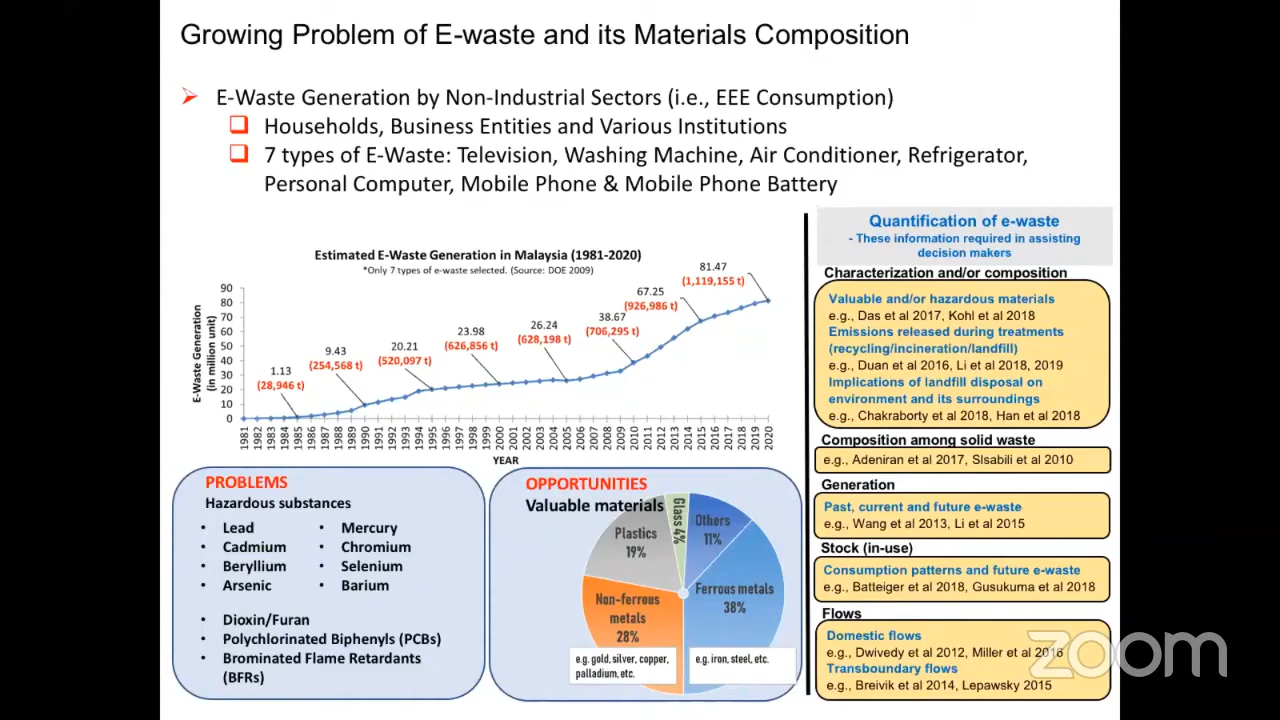 Growing Problem of E-waste and its Materials Composition
E-Waste Generation by Non-Industrial Sectors (i.e., EEE Consumption)
Households, Business Entities and Various Institutions
7 types of E-Waste: Television, Washing Machine, Air Conditioner, Refrigerator,
Personal Computer, Mobile Phone & Mobile Phone Battery
Estimated E-Waste Generation in Malaysia (1981-2020)
*Only 7 types of e-waste selected. (Source: DOE 2009)
E-Waste Generation
(in million unit)
90
80
70
60
50
40
30
20
10
0
1.13
(28,946 t)
9.43
(254,568 t)
20.21
(520,097 t)
23.98
(626,856 t)
26.24
(628,198 t)
38.67
(706,295 t)
67.25
(926,986 t)
81.47
(1,119,155 t)
1981
1982
1983
1984
1985
1986
1987
1988
1989
1990
1991
1992
1993
1994
1995
1996
1997
1998
1999
2000
2001
2002
2003
2004
2005
2006
2007
2008
2009
2010
2011
2012
2013
2014
2015
2016
2017
2018
2019
2020
YEAR
PROBLEMS
Hazardous substances
• Lead
• Cadmium
• Beryllium
• Arsenic
• Mercury
• Chromium
• Selenium
• Barium
• Dioxin/Furan
• Polychlorinated Biphenyls (PCBs)
• Brominated Flame Retardants
(BFRs)
OPPORTUNITIES
Valuable materials
Glass 4%
Others
11%
Plastics
19%
Ferrous metals
38%
Non-ferrous
metals
28%
e.g. gold, silver, copper,
palladium, etc.
e.g. iron, steel, etc.
Quantification of e-waste
- These information required in assisting
decision makers
Characterization and/or composition
Valuable and/or hazardous materials
e.g., Das et al 2017, Kohl et al 2018
Emissions released during treatments
(recycling/incineration/landfill)
e.g., Duan et al 2016, Li et al 2018, 2019
Implications of landfill disposal on
environment and its surroundings
e.g., Chakraborty et al 2018, Han et al 2018
Composition among solid waste
e.g., Adeniran et al 2017, SIsabili et al 2010
Generation
Past, current and future e-waste
e.g., Wang et al 2013, Li et al 2015
Stock (in-use)
Consumption patterns and future e-waste
e.g., Batteiger et al 2018, Gusukuma et al 2018
Flows
Domestic flows
e.g., Dwivedy et al 2012, Miller et al 2016
Transboundary flows
e.g., Breivik et al 2014, Lepawsky 2015
zoom